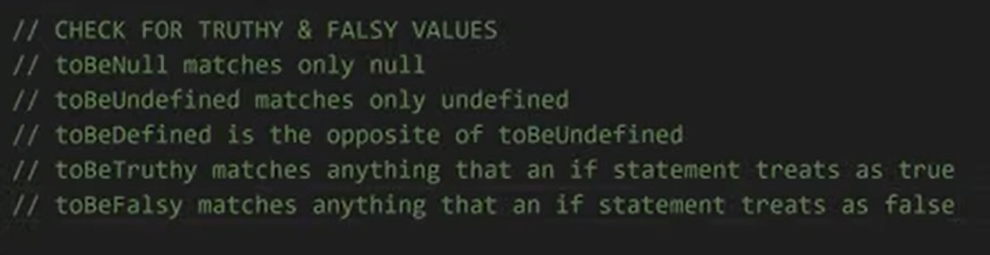 // CHECK FOR TRUTHY & FALSY VALUES
// toBeNull matches only null
// toBeUndefined matches only undefined
// toBeDefined is the opposite of toBeUndefined
// toBeTruthy matches anything that an if statement treats as true
// toBeFalsy matches anything that an if statement treats as false